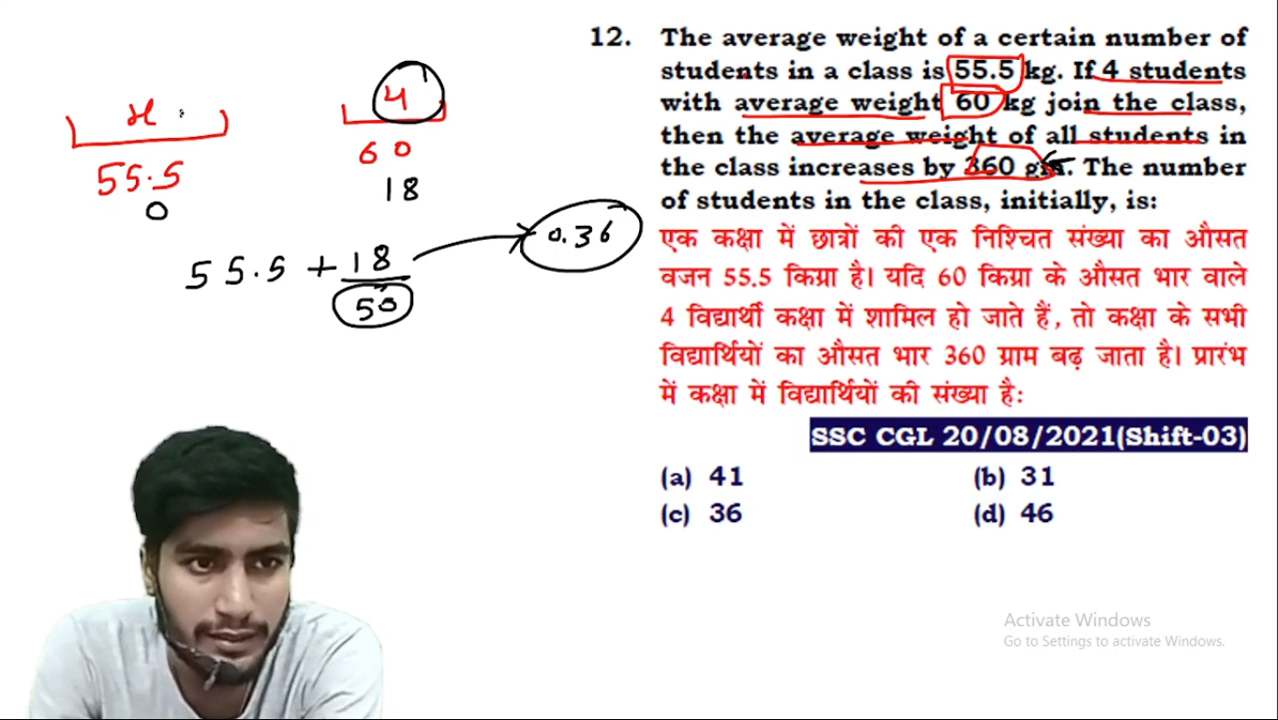 x
4
55.5
60
0
18
55.5 + 18/50
0.36
12. The average weight of a certain number of
students in a class is 55.5 kg. If 4 students
with average weight 60 kg join the class,
then the average weight of all students in
the class increases by 360 gm. The number
of students in the class, initially, is:
एक कक्षा में छात्रों की एक निश्चित संख्या का औसत
वजन 55.5 किग्रा है। यदि 60 किग्रा के औसत भार वाले
4 विद्यार्थी कक्षा में शामिल हो जाते हैं, तो कक्षा के सभी
विद्यार्थियों का औसत भार 360 ग्राम बढ़ जाता है। प्रारंभ
में कक्षा में विद्यार्थियों की संख्या है:
SSC CGL 20/08/2021(Shift-03)
(a) 41 (b) 31
(c) 36 (d) 46
Activate Windows
Go to Settings to activate Windows.